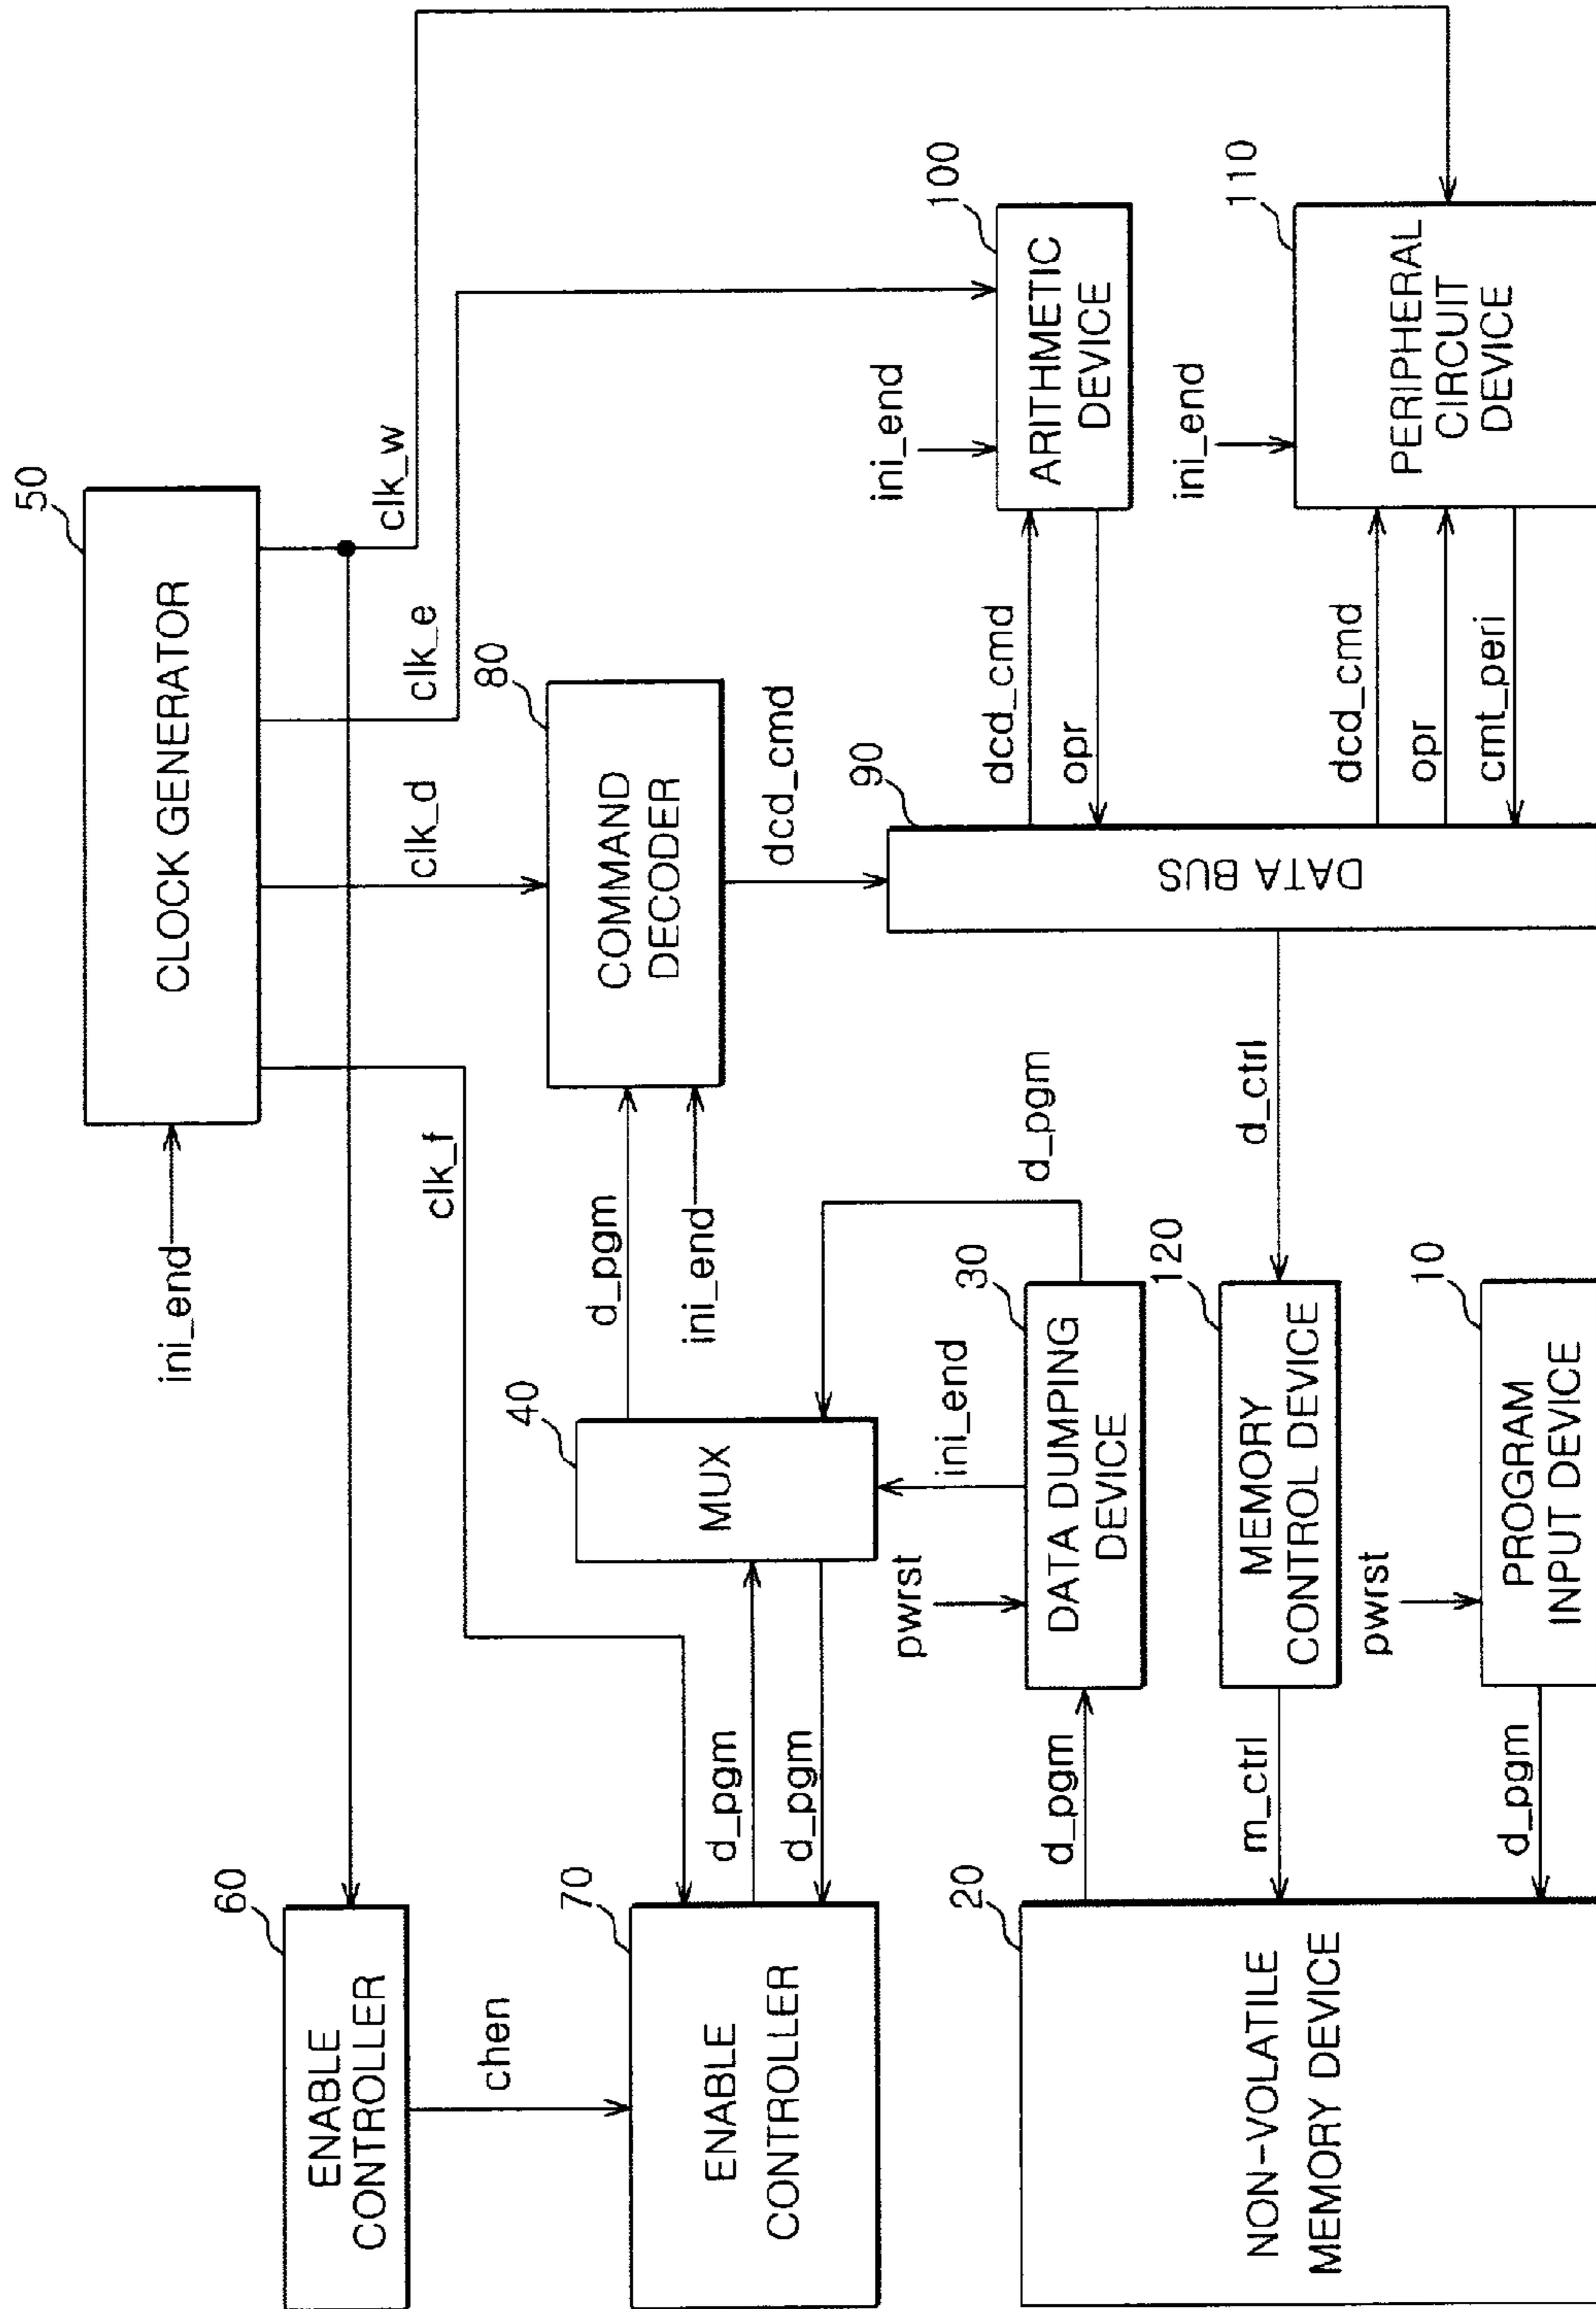 50
CLOCK GENERATOR
ini_end
clk_f
clk_d
clk_e
clk_w
60
ENABLE
CONTROLLER
chen
70
ENABLE
CONTROLLER
d_pgm
d_pgm
40
MUX
d_pgm
ini_end
80
COMMAND
DECODER
dcd_cmd
ini_end
pwrst
d_pgm
30
DATA DUMPING
DEVICE
d_pgm
20
NON-VOLATILE
MEMORY DEVICE
m_ctrl
120
MEMORY
CONTROL DEVICE
d_ctrl
d_pgm
pwrst
10
PROGRAM
INPUT DEVICE
90
DATA BUS
dcd_cmd
opr
ini_end
100
ARITHMETIC
DEVICE
dcd_cmd
opr
cmt_peri
ini_end
110
PERIPHERAL
CIRCUIT
DEVICE